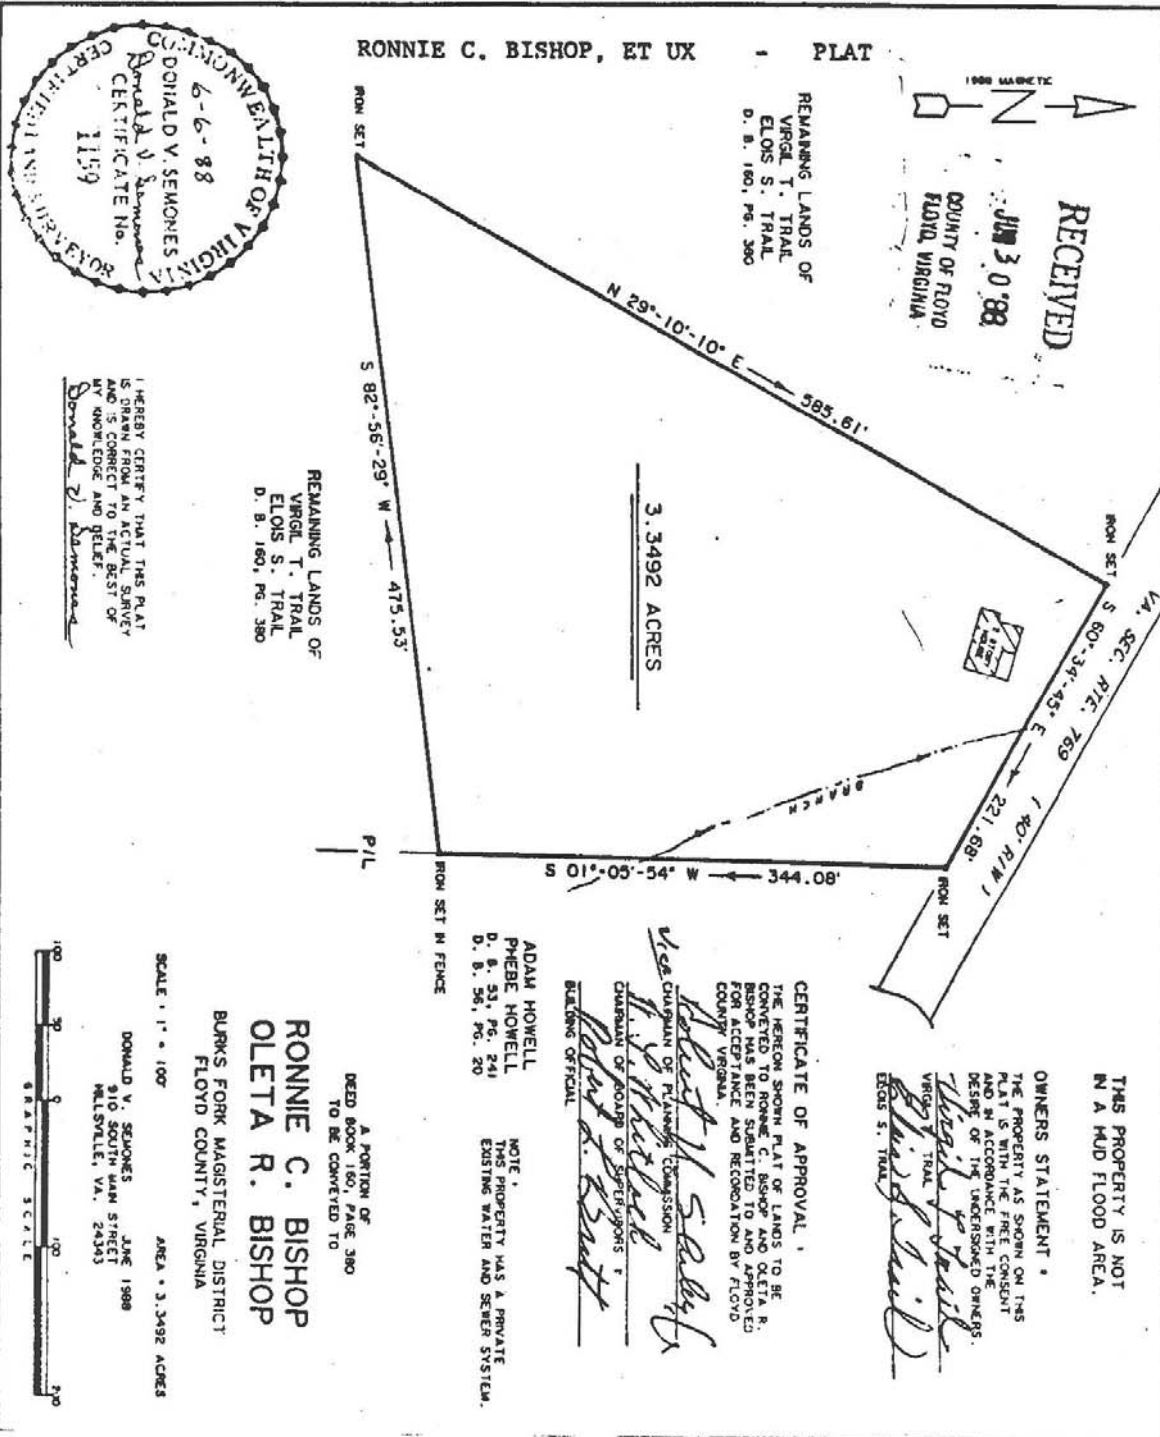 RONNIE C. BISHOP, ET UX - PLAT
1988 MAGNETIC
N
RECEIVED
JUN 30 '88
COUNTY OF FLOYD
FLOYD, VIRGINIA
COMMONWEALTH OF VIRGINIA
6-6-88
DONALD V. SEMONES
Donald V. Semones
CERTIFICATE No.
1159
CERTIFIED LAND SURVEYOR
IRON SET
REMAINING LANDS OF
VIRGIL T. TRAIL
ELOIS S. TRAIL
D. B. 160, PG. 380
N 29°-10'-10" E 585.61'
IRON SET
VA. SEC. RTE. 769 (40' R/W)
S 60°-34'-45" E 221.68'
STORY
HOUSE
3.3492 ACRES
BRANCH
IRON SET
S 01°-05'-54" W 344.08'
S 82°-56'-29" W 475.53'
P/L
IRON SET IN FENCE
REMAINING LANDS OF
VIRGIL T. TRAIL
ELOIS S. TRAIL
D. B. 160, PG. 380
I HEREBY CERTIFY THAT THIS PLAT
IS DRAWN FROM AN ACTUAL SURVEY
AND IS CORRECT TO THE BEST OF
MY KNOWLEDGE AND BELIEF.
Donald V. Semones
THIS PROPERTY IS NOT
IN A HUD FLOOD AREA.
OWNERS STATEMENT :
THE PROPERTY AS SHOWN ON THIS
PLAT IS WITH THE FREE CONSENT
AND IN ACCORDANCE WITH THE
DESIRE OF THE UNDERSIGNED OWNERS.
Virgil T. Trail
VIRGIL T. TRAIL
Elois S. Trail
ELOIS S. TRAIL
CERTIFICATE OF APPROVAL :
THE HEREON SHOWN PLAT OF LANDS TO BE
CONVEYED TO RONNIE C. BISHOP AND OLETA R.
BISHOP HAS BEEN SUBMITTED TO AND APPROVED
FOR ACCEPTANCE AND RECORDATION BY FLOYD
COUNTY VIRGINIA.
Vice CHAIRMAN OF PLANNING COMMISSION
CHAIRMAN OF BOARD OF SUPERVISORS
BUILDING OFFICIAL
ADAM HOWELL
PHEBE HOWELL
D. B. 53, PG. 241
D. B. 56, PG. 20
NOTE :
THIS PROPERTY HAS A PRIVATE
EXISTING WATER AND SEWER SYSTEM.
A PORTION OF
DEED BOOK 160, PAGE 380
TO BE CONVEYED TO
RONNIE C. BISHOP
OLETA R. BISHOP
BURKS FORK MAGISTERIAL DISTRICT
FLOYD COUNTY, VIRGINIA
SCALE : 1" = 100' AREA = 3.3492 ACRES
DONALD V. SEMONES JUNE 1988
910 SOUTH MAIN STREET
HILLSVILLE, VA. 24343
100 50 0 100 200
GRAPHIC SCALE